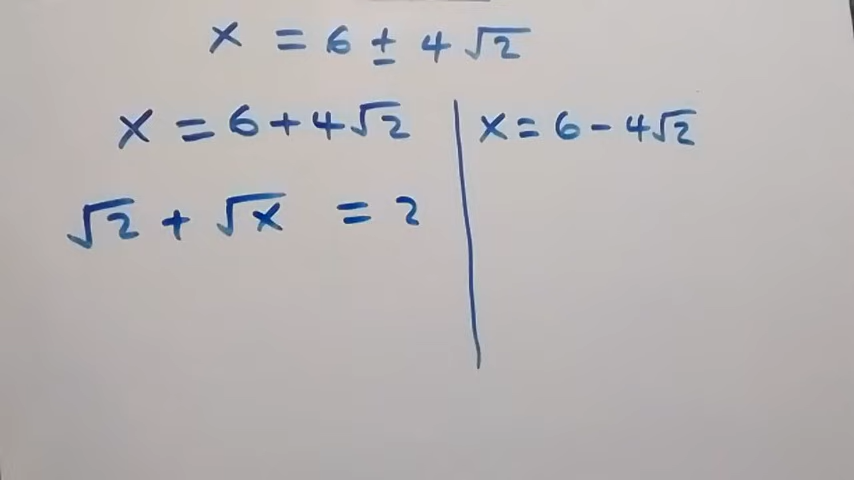 x = 6 ± 4√2
x = 6 + 4√2
x = 6 - 4√2
√2 + √x = 2